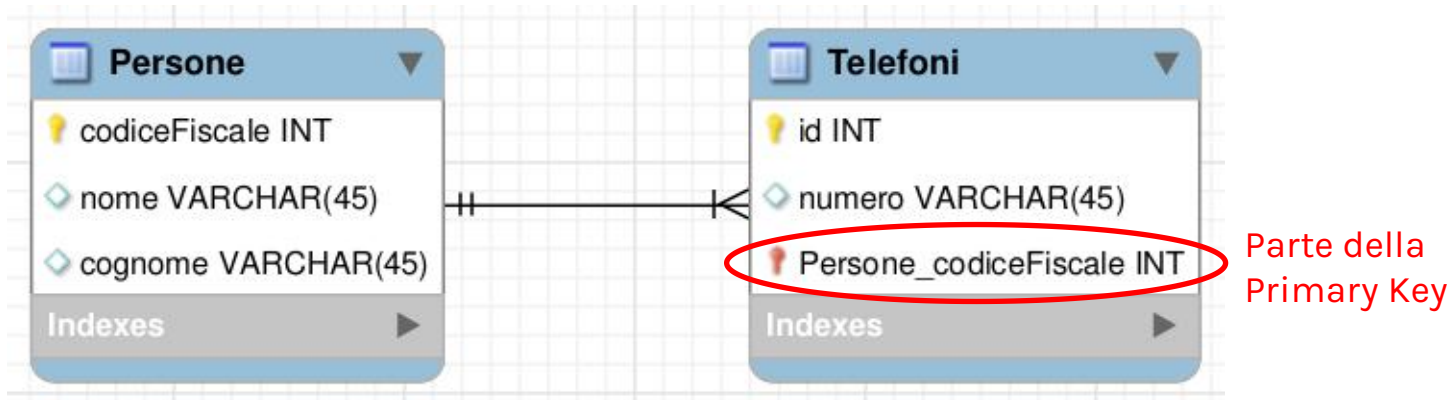 Persone
codiceFiscale INT
nome VARCHAR(45)
cognome VARCHAR(45)
Indexes
Telefoni
id INT
numero VARCHAR(45)
Persone_codiceFiscale INT
Indexes
Parte della
Primary Key